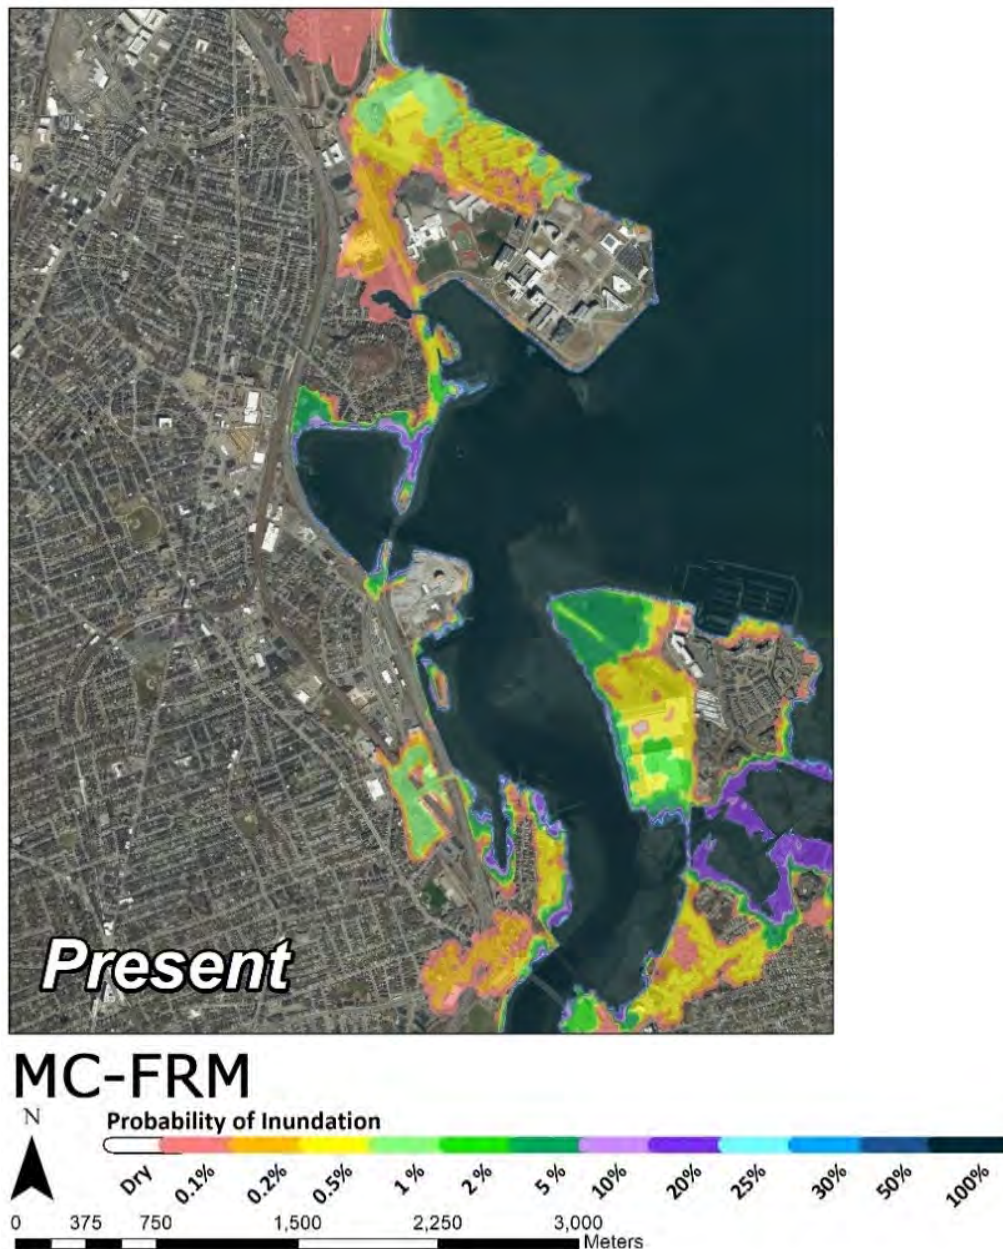 Present
MC-FRM
N
Probability of Inundation
Dry 0.1% 0.2% 0.5% 1 % 2 % 5 % 10% 20% 25% 30% 50% 100%
0 375 750 1,500 2,250 3,000
Meters